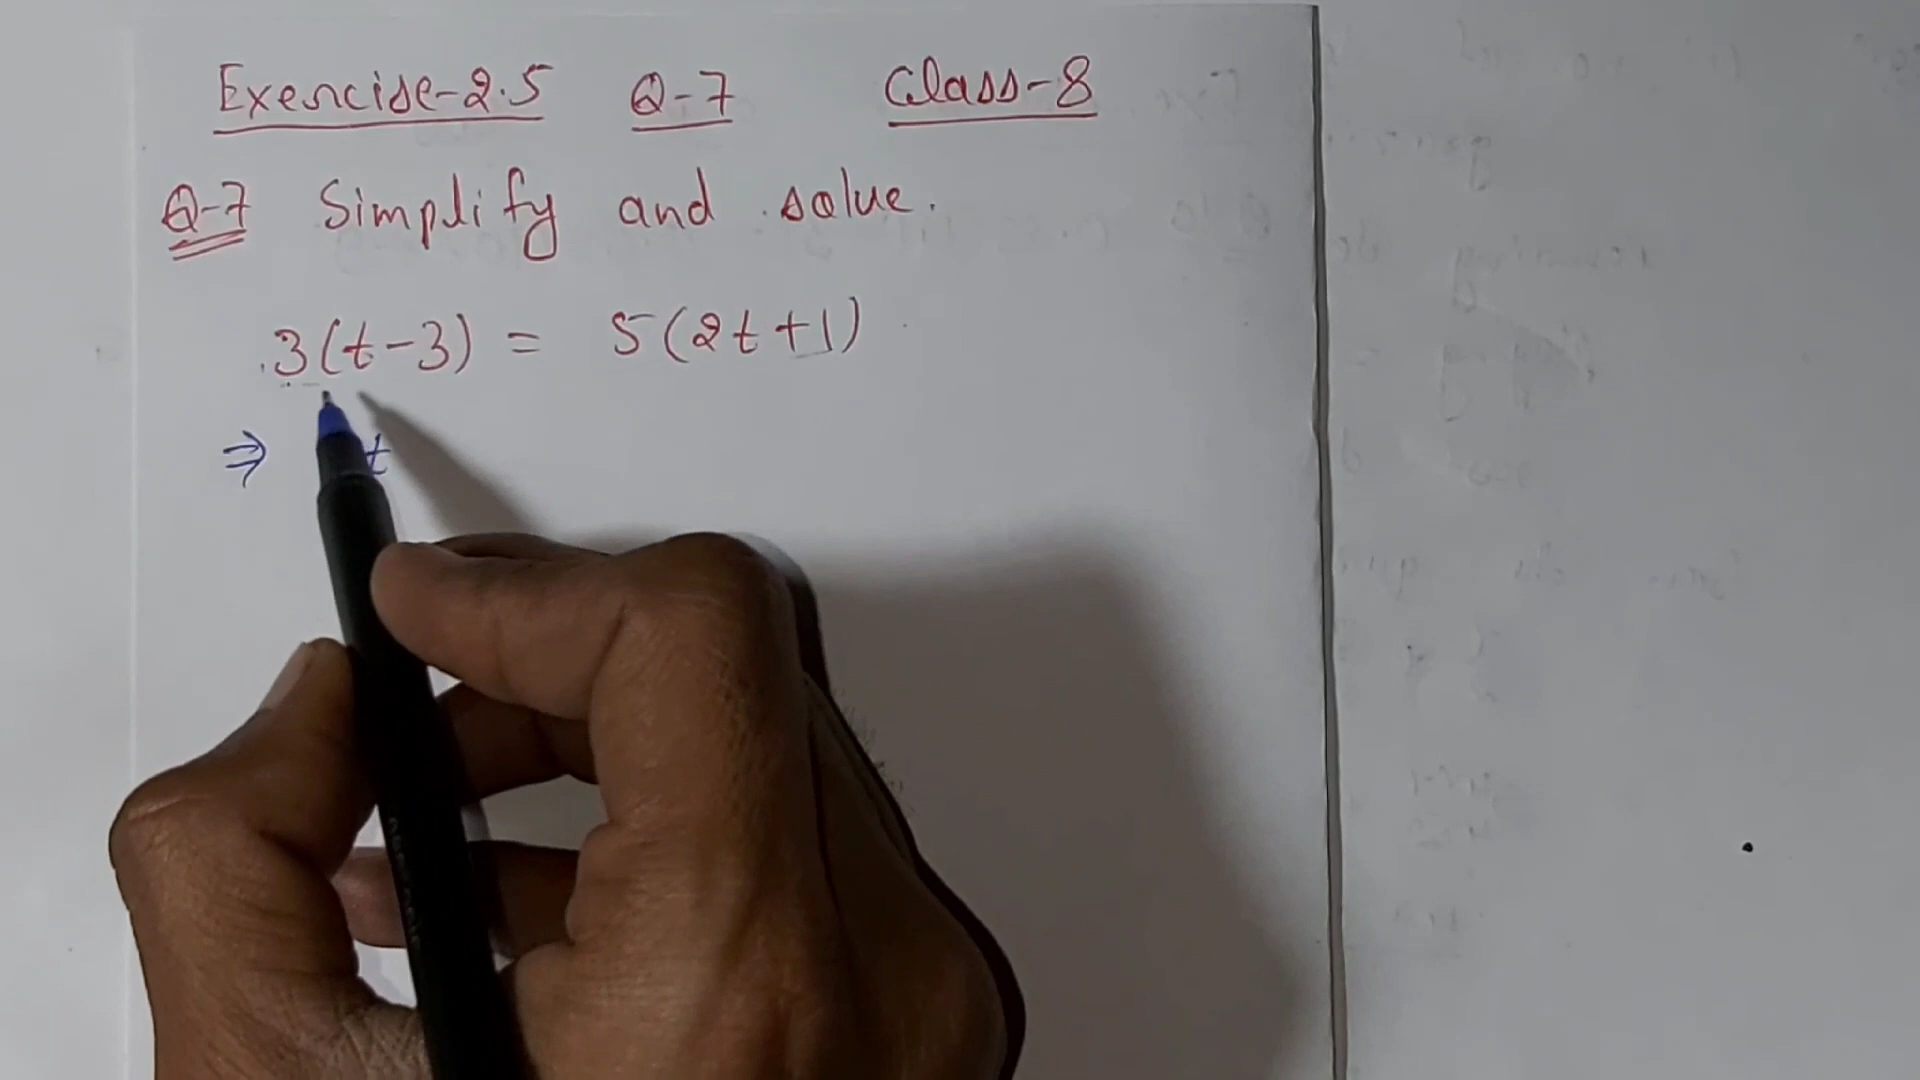 Exercise-2.5 Q-7 Class-8
Q-7 Simplify and solve.
3(t-3) = 5(2t+1)
⇒ t